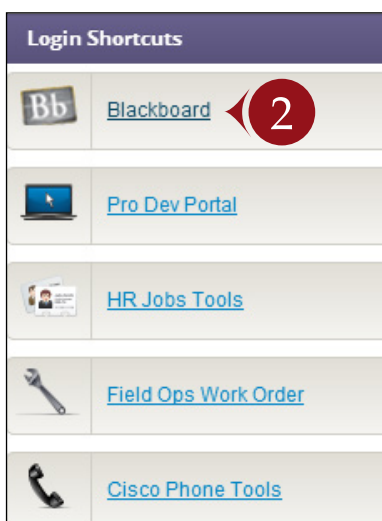 Login Shortcuts
Bb Blackboard 2
Pro Dev Portal
HR Jobs Tools
Field Ops Work Order
Cisco Phone Tools